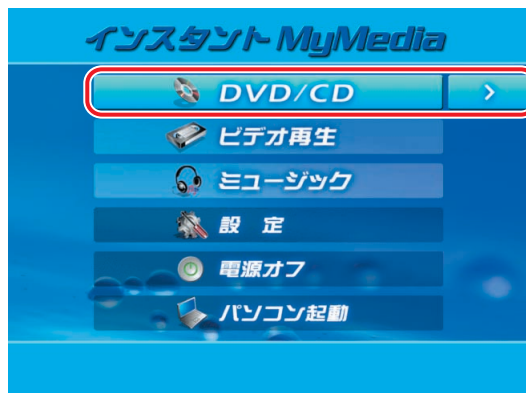 インスタント MyMedia
DVD/CD >
ビデオ再生
ミュージック
設 定
電源オフ
パソコン起動